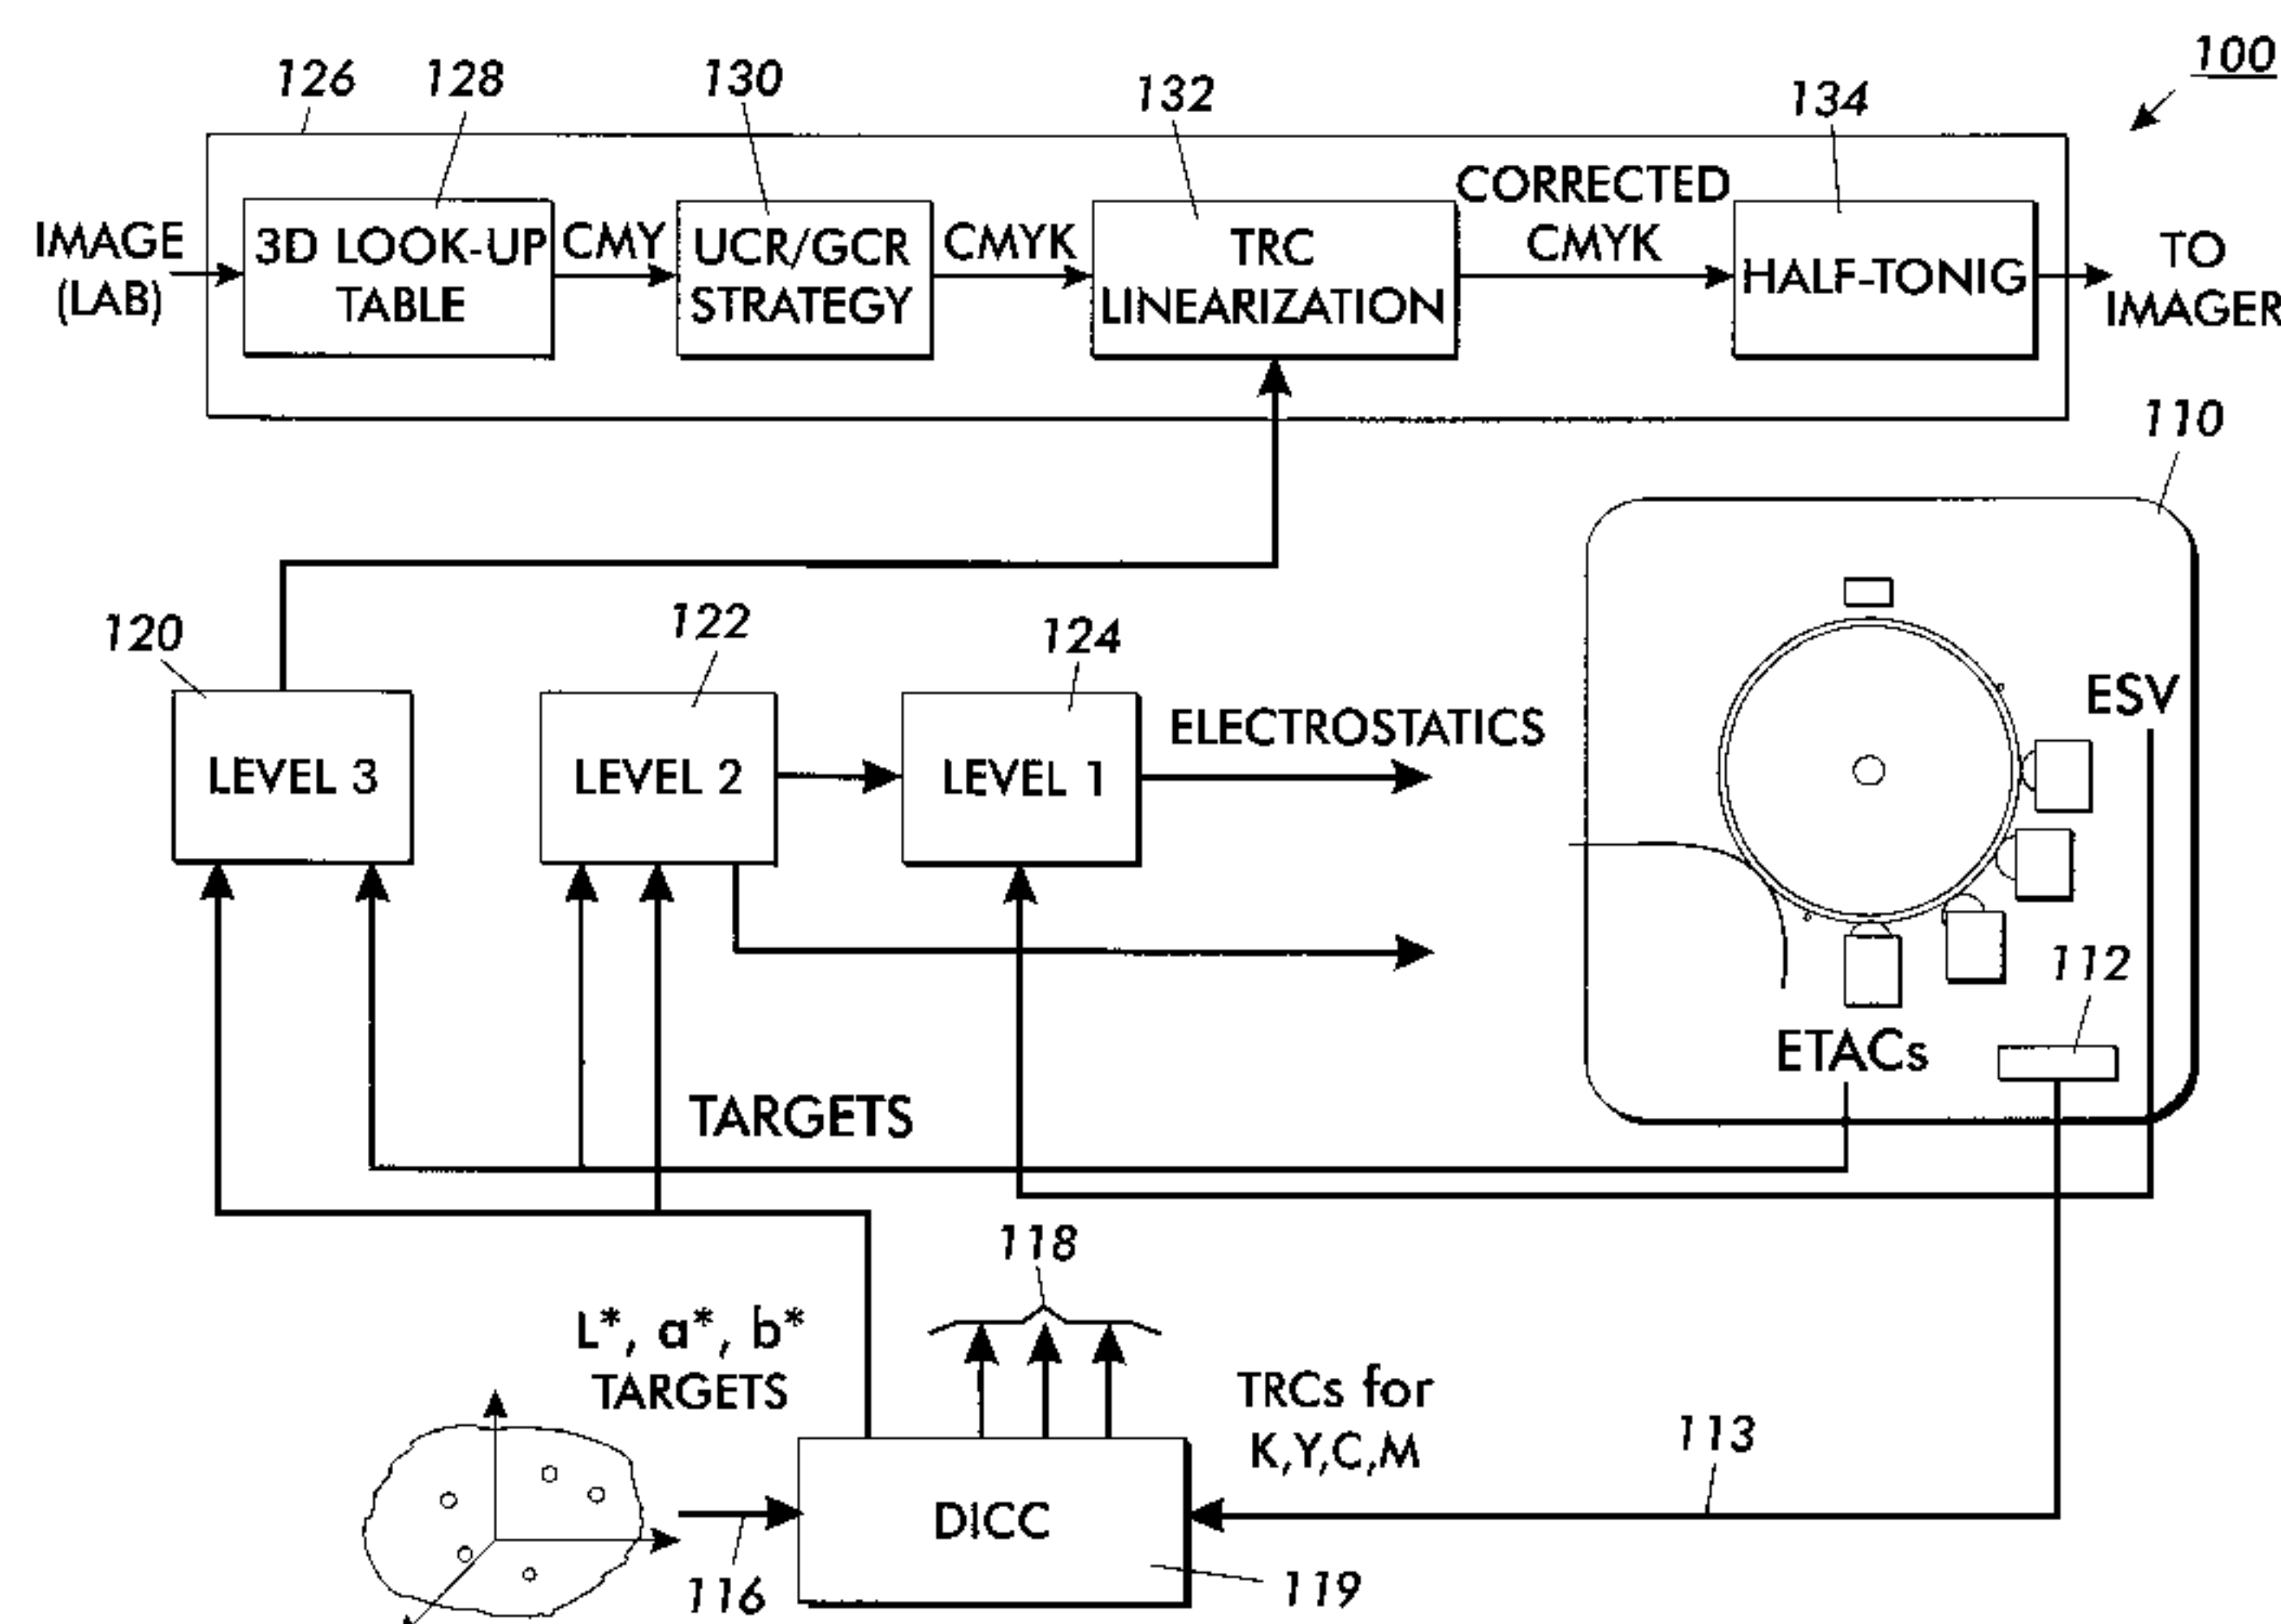 100
126
128
130
132
134
IMAGE
(LAB)
3D LOOK-UP
TABLE
CMY
UCR/GCR
STRATEGY
CMYK
TRC
LINEARIZATION
CORRECTED
CMYK
HALF-TONIG
TO
IMAGER
110
120
122
124
LEVEL 3
LEVEL 2
LEVEL 1
ELECTROSTATICS
ESV
112
ETACs
TARGETS
118
L*, a*, b*
TARGETS
TRCs for
K,Y,C,M
113
DICC
116
119